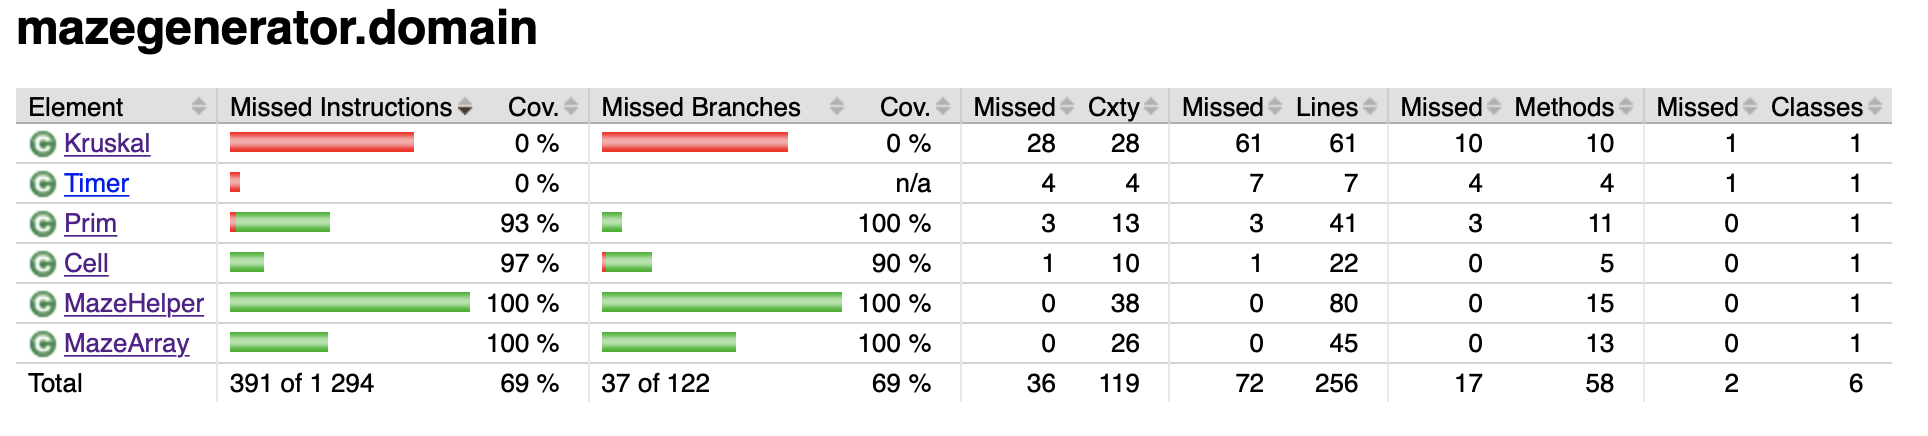 mazegenerator.domain
Element Missed Instructions Cov. Missed Branches Cov. Missed Cxty Missed Lines Missed Methods Missed Classes
C Kruskal 0 % 0 % 28 28 61 61 10 10 1 1
C Timer 0 % n/a 4 4 7 7 4 4 1 1
C Prim 93 % 100 % 3 13 3 41 3 11 0 1
C Cell 97 % 90 % 1 10 1 22 0 5 0 1
C MazeHelper 100 % 100 % 0 38 0 80 0 15 0 1
C MazeArray 100 % 100 % 0 26 0 45 0 13 0 1
Total 391 of 1 294 69 % 37 of 122 69 % 36 119 72 256 17 58 2 6